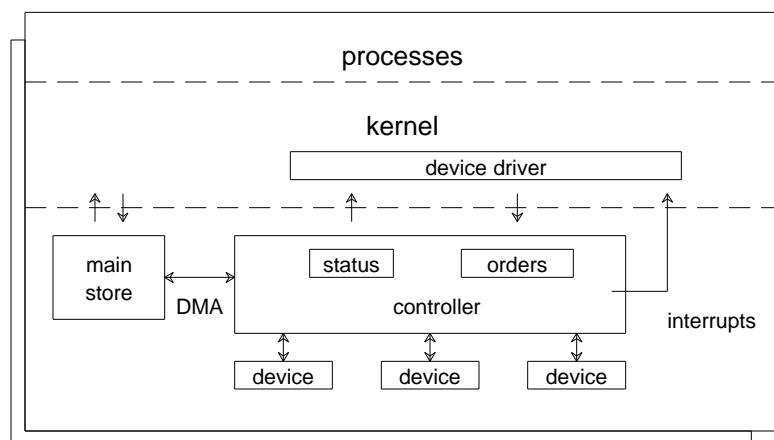 processes
kernel
device driver
main
store
status
orders
DMA
controller
interrupts
device
device
device